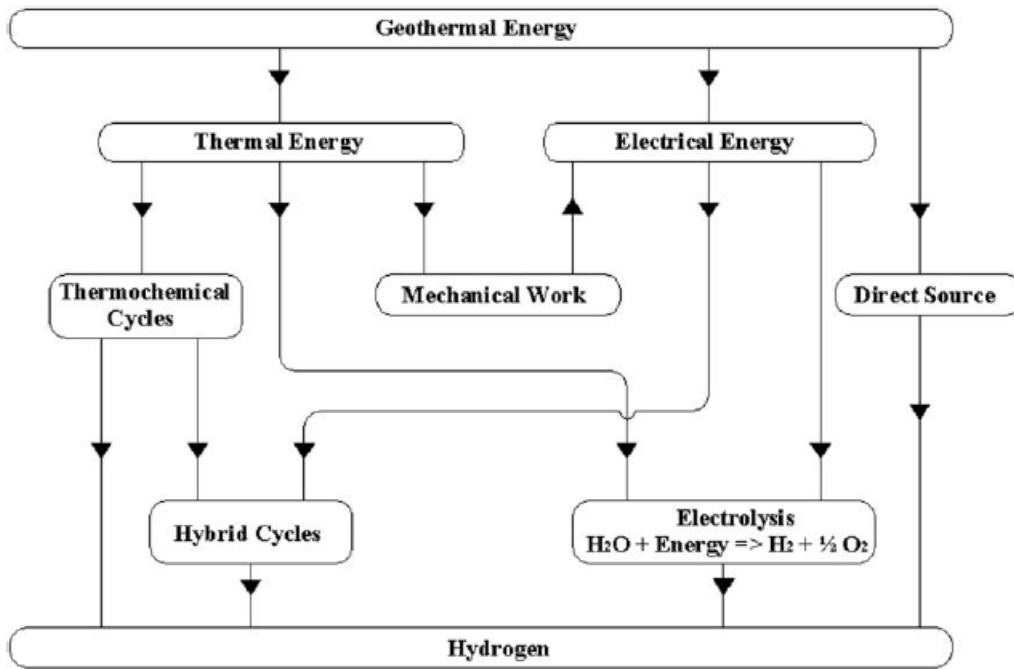 Geothermal Energy
Thermal Energy
Electrical Energy
Thermochemical
Cycles
Mechanical Work
Direct Source
Hybrid Cycles
Electrolysis
H₂O + Energy => H₂ + ½ O₂
Hydrogen